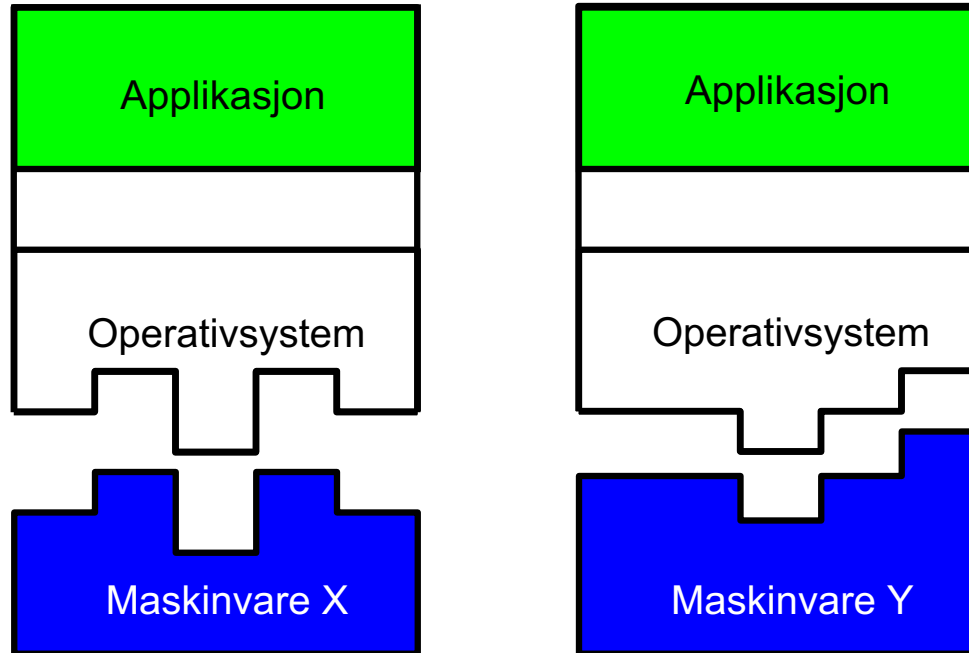 Applikasjon
Operativsystem
Maskinvare X
Applikasjon
Operativsystem
Maskinvare Y